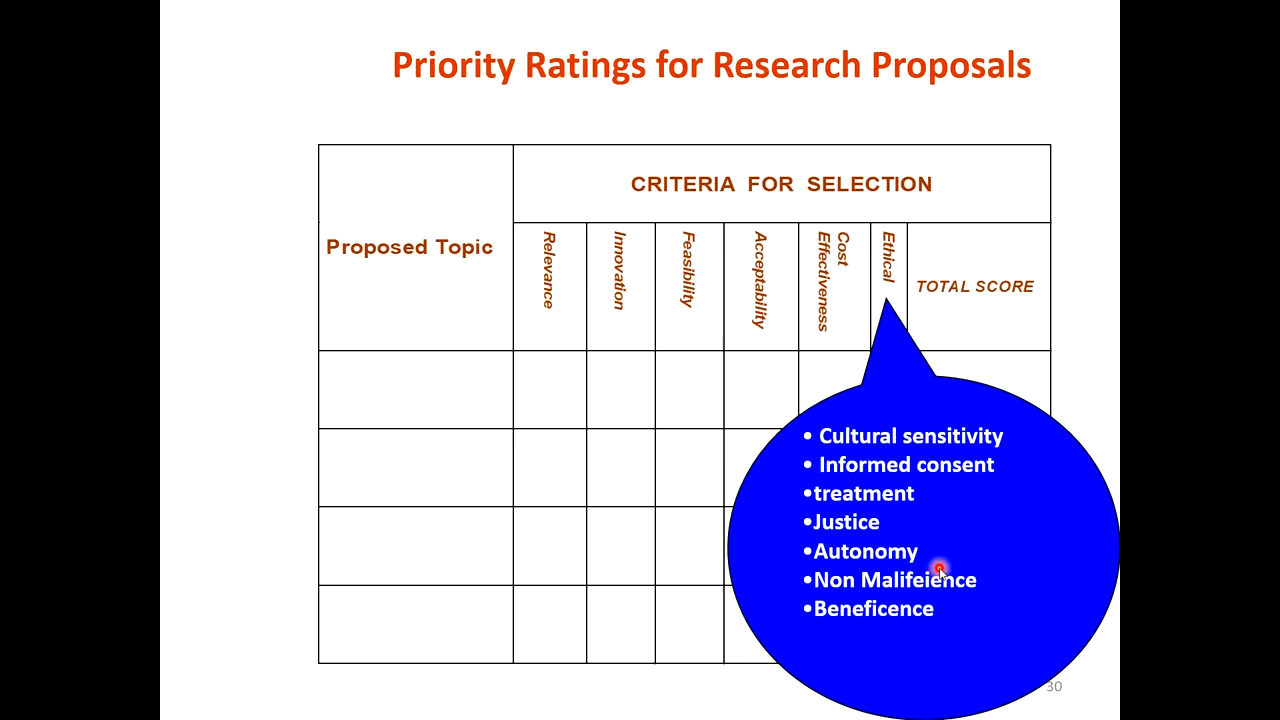 Priority Ratings for Research Proposals
CRITERIA FOR SELECTION
Proposed Topic
Relevance
Innovation
Feasibility
Acceptability
Cost
Effectiveness
Ethical
TOTAL SCORE
• Cultural sensitivity
• Informed consent
•treatment
•Justice
•Autonomy
•Non Malifeience
•Beneficence
30